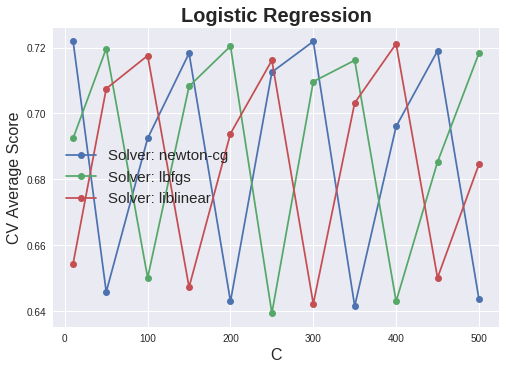 Logistic Regression
0.72
0.70
0.68
0.66
0.64
CV Average Score
Solver: newton-cg
Solver: lbfgs
Solver: liblinear
0
100
200
300
400
500
C